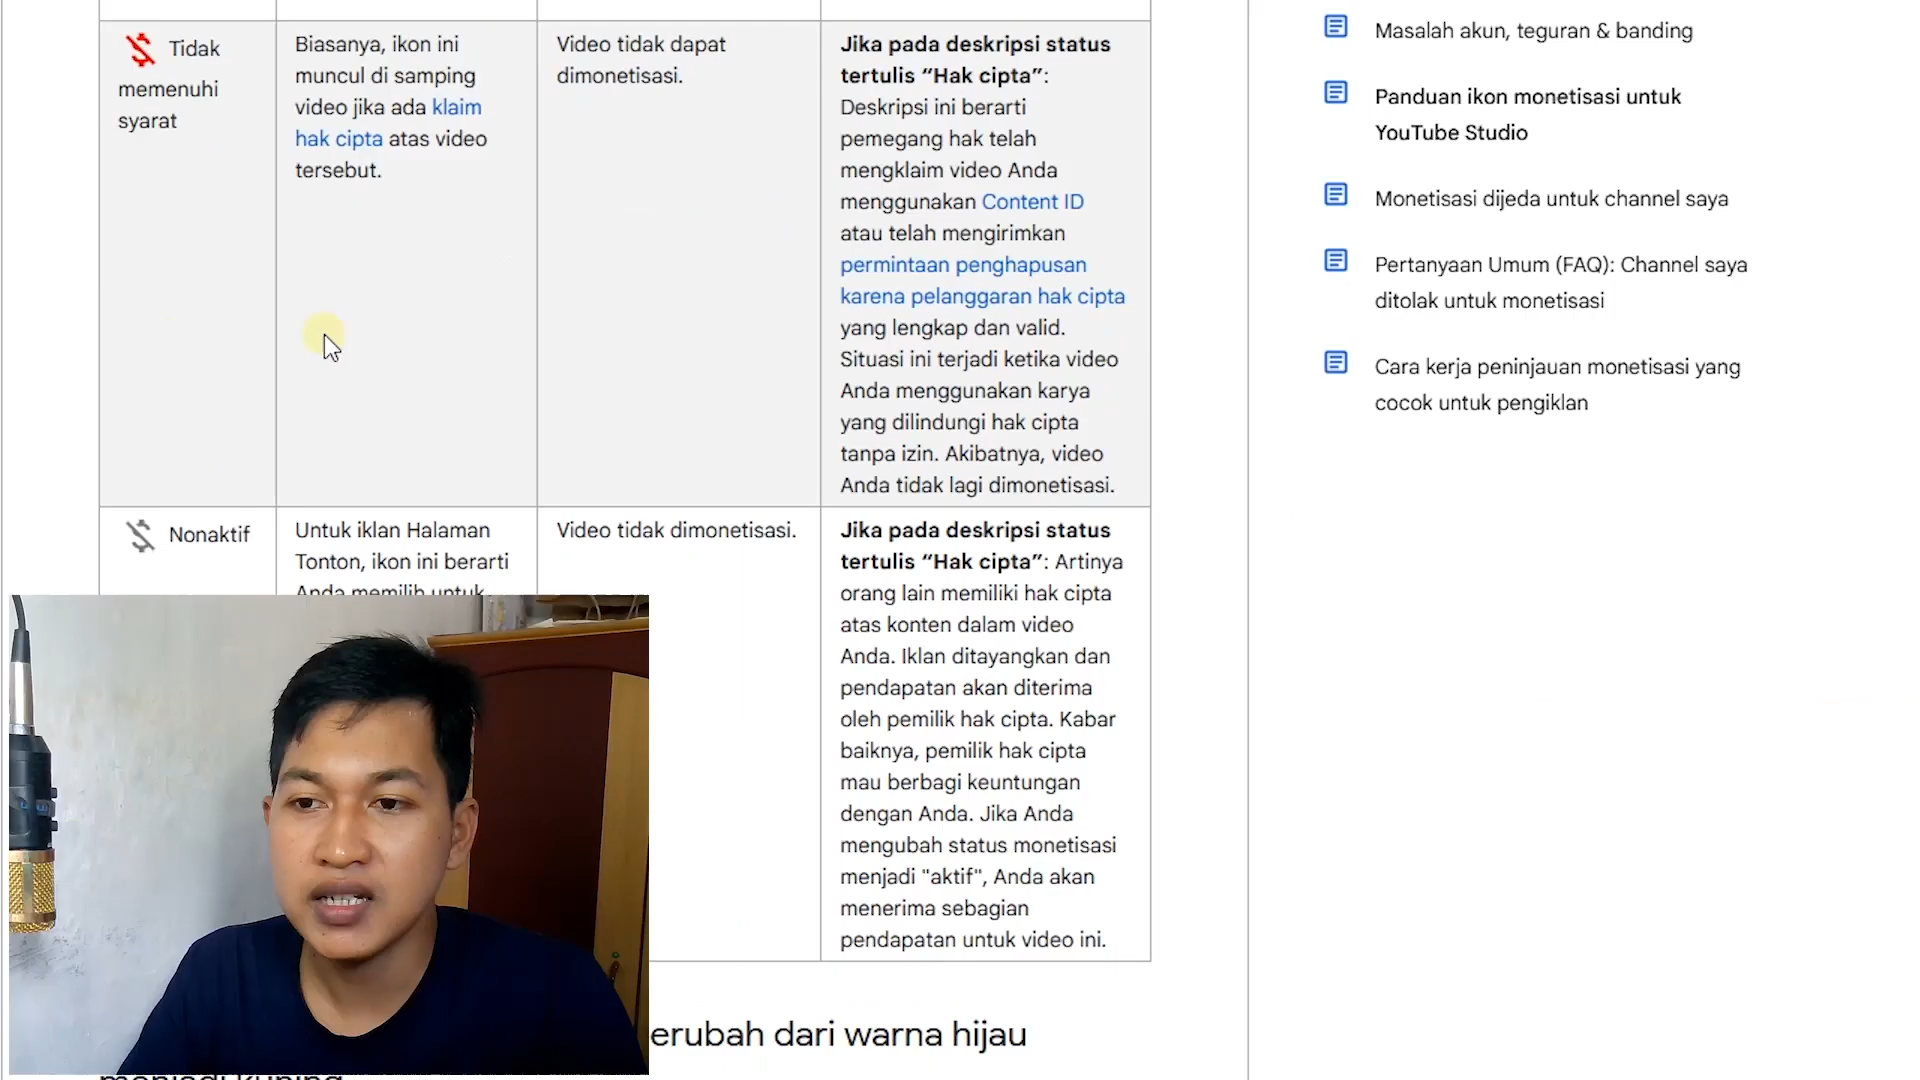 Tidak
memenuhi
syarat
Biasanya, ikon ini
muncul di samping
video jika ada klaim
hak cipta atas video
tersebut.
Video tidak dapat
dimonetisasi.
Jika pada deskripsi status
tertulis “Hak cipta”:
Deskripsi ini berarti
pemegang hak telah
mengklaim video Anda
menggunakan Content ID
atau telah mengirimkan
permintaan penghapusan
karena pelanggaran hak cipta
yang lengkap dan valid.
Situasi ini terjadi ketika video
Anda menggunakan karya
yang dilindungi hak cipta
tanpa izin. Akibatnya, video
Anda tidak lagi dimonetisasi.
Nonaktif
Untuk iklan Halaman
Tonton, ikon ini berarti
Anda memilih untuk
Video tidak dimonetisasi.
Jika pada deskripsi status
tertulis “Hak cipta”: Artinya
orang lain memiliki hak cipta
atas konten dalam video
Anda. Iklan ditayangkan dan
pendapatan akan diterima
oleh pemilik hak cipta. Kabar
baiknya, pemilik hak cipta
mau berbagi keuntungan
dengan Anda. Jika Anda
mengubah status monetisasi
menjadi "aktif", Anda akan
menerima sebagian
pendapatan untuk video ini.
erubah dari warna hijau
menjadi kuning
Masalah akun, teguran & banding
Panduan ikon monetisasi untuk
YouTube Studio
Monetisasi dijeda untuk channel saya
Pertanyaan Umum (FAQ): Channel saya
ditolak untuk monetisasi
Cara kerja peninjauan monetisasi yang
cocok untuk pengiklan